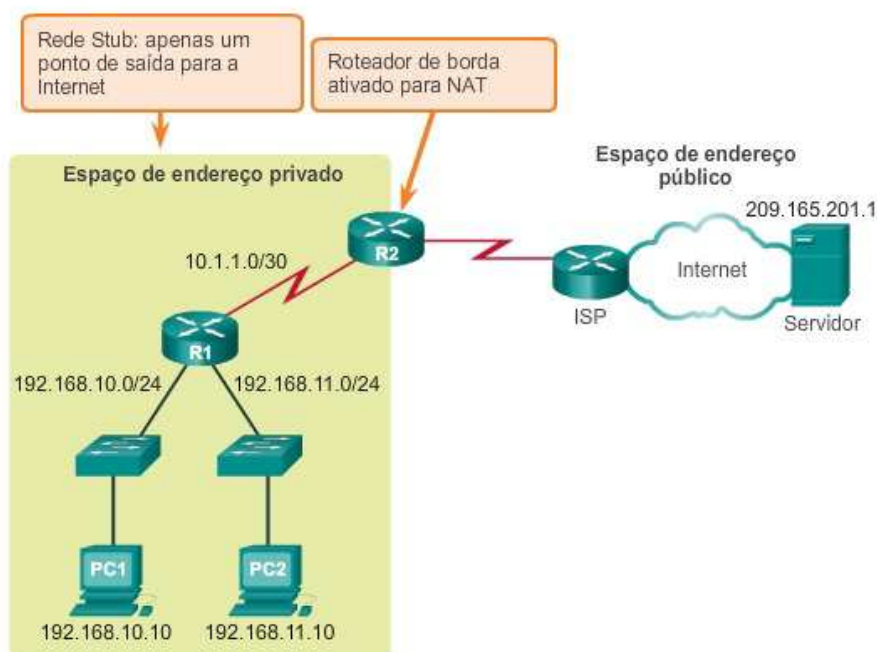 Rede Stub: apenas um
ponto de saída para a
Internet
Roteador de borda
ativado para NAT
Espaço de endereço privado
Espaço de endereço
público
209.165.201.1
10.1.1.0/30
R2
Internet
ISP
Servidor
R1
192.168.10.0/24
192.168.11.0/24
PC1
PC2
192.168.10.10
192.168.11.10